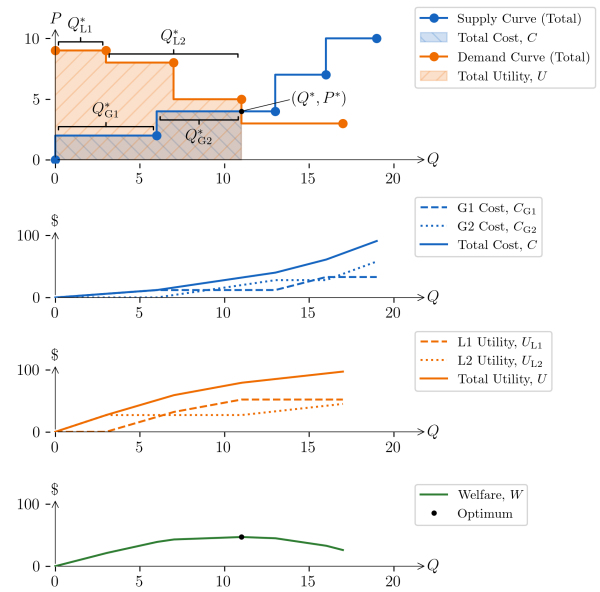 P
Q*L1
Q*L2
10
5
0
Q*G1
Q*G2
(Q*, P*)
0
5
10
15
20
Q
Supply Curve (Total)
Total Cost, C
Demand Curve (Total)
Total Utility, U
$
100
0
0
5
10
15
20
Q
G1 Cost, CG1
G2 Cost, CG2
Total Cost, C
$
100
0
0
5
10
15
20
Q
L1 Utility, UL1
L2 Utility, UL2
Total Utility, U
$
100
0
0
5
10
15
20
Q
Welfare, W
Optimum